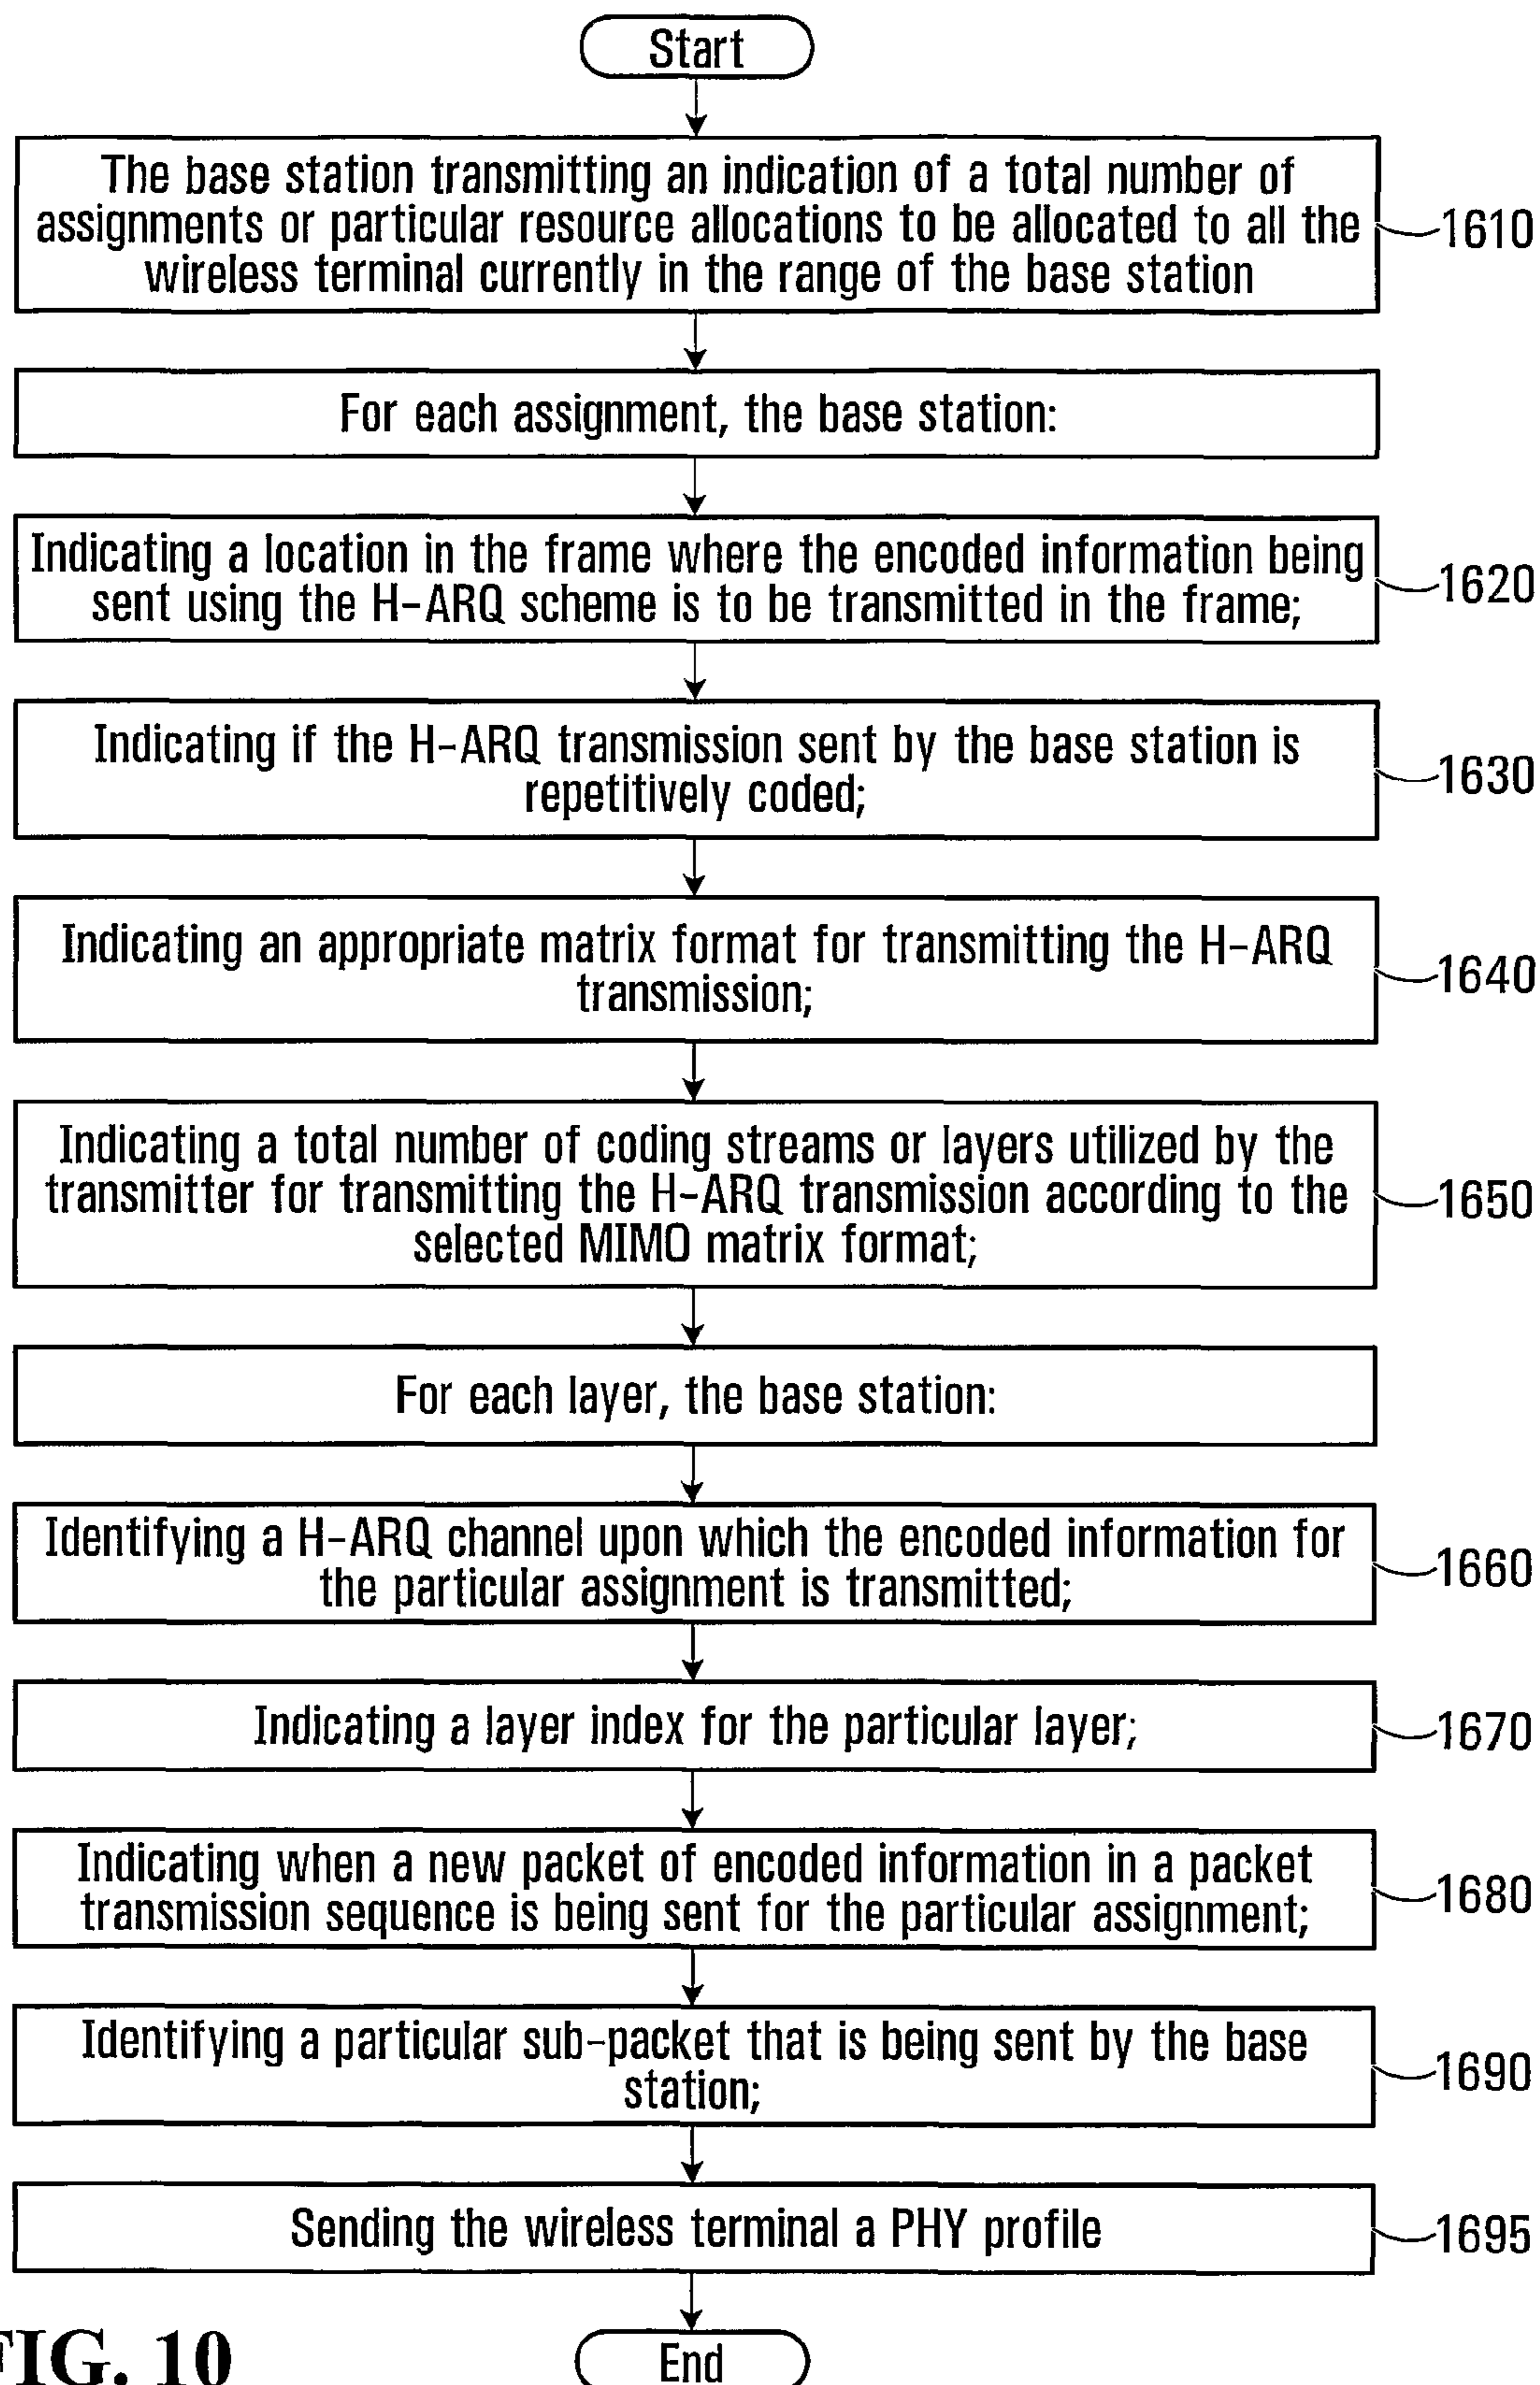 Start
The base station transmitting an indication of a total number of
assignments or particular resource allocations to be allocated to all the
wireless terminal currently in the range of the base station
1610
For each assignment, the base station:
Indicating a location in the frame where the encoded information being
sent using the H-ARQ scheme is to be transmitted in the frame;
1620
Indicating if the H-ARQ transmission sent by the base station is
repetitively coded;
1630
Indicating an appropriate matrix format for transmitting the H-ARQ
transmission;
1640
Indicating a total number of coding streams or layers utilized by the
transmitter for transmitting the H-ARQ transmission according to the
selected MIMO matrix format;
1650
For each layer, the base station:
Identifying a H-ARQ channel upon which the encoded information for
the particular assignment is transmitted;
1660
Indicating a layer index for the particular layer;
1670
Indicating when a new packet of encoded information in a packet
transmission sequence is being sent for the particular assignment;
1680
Identifying a particular sub-packet that is being sent by the base
station;
1690
Sending the wireless terminal a PHY profile
1695
End
FIG. 10